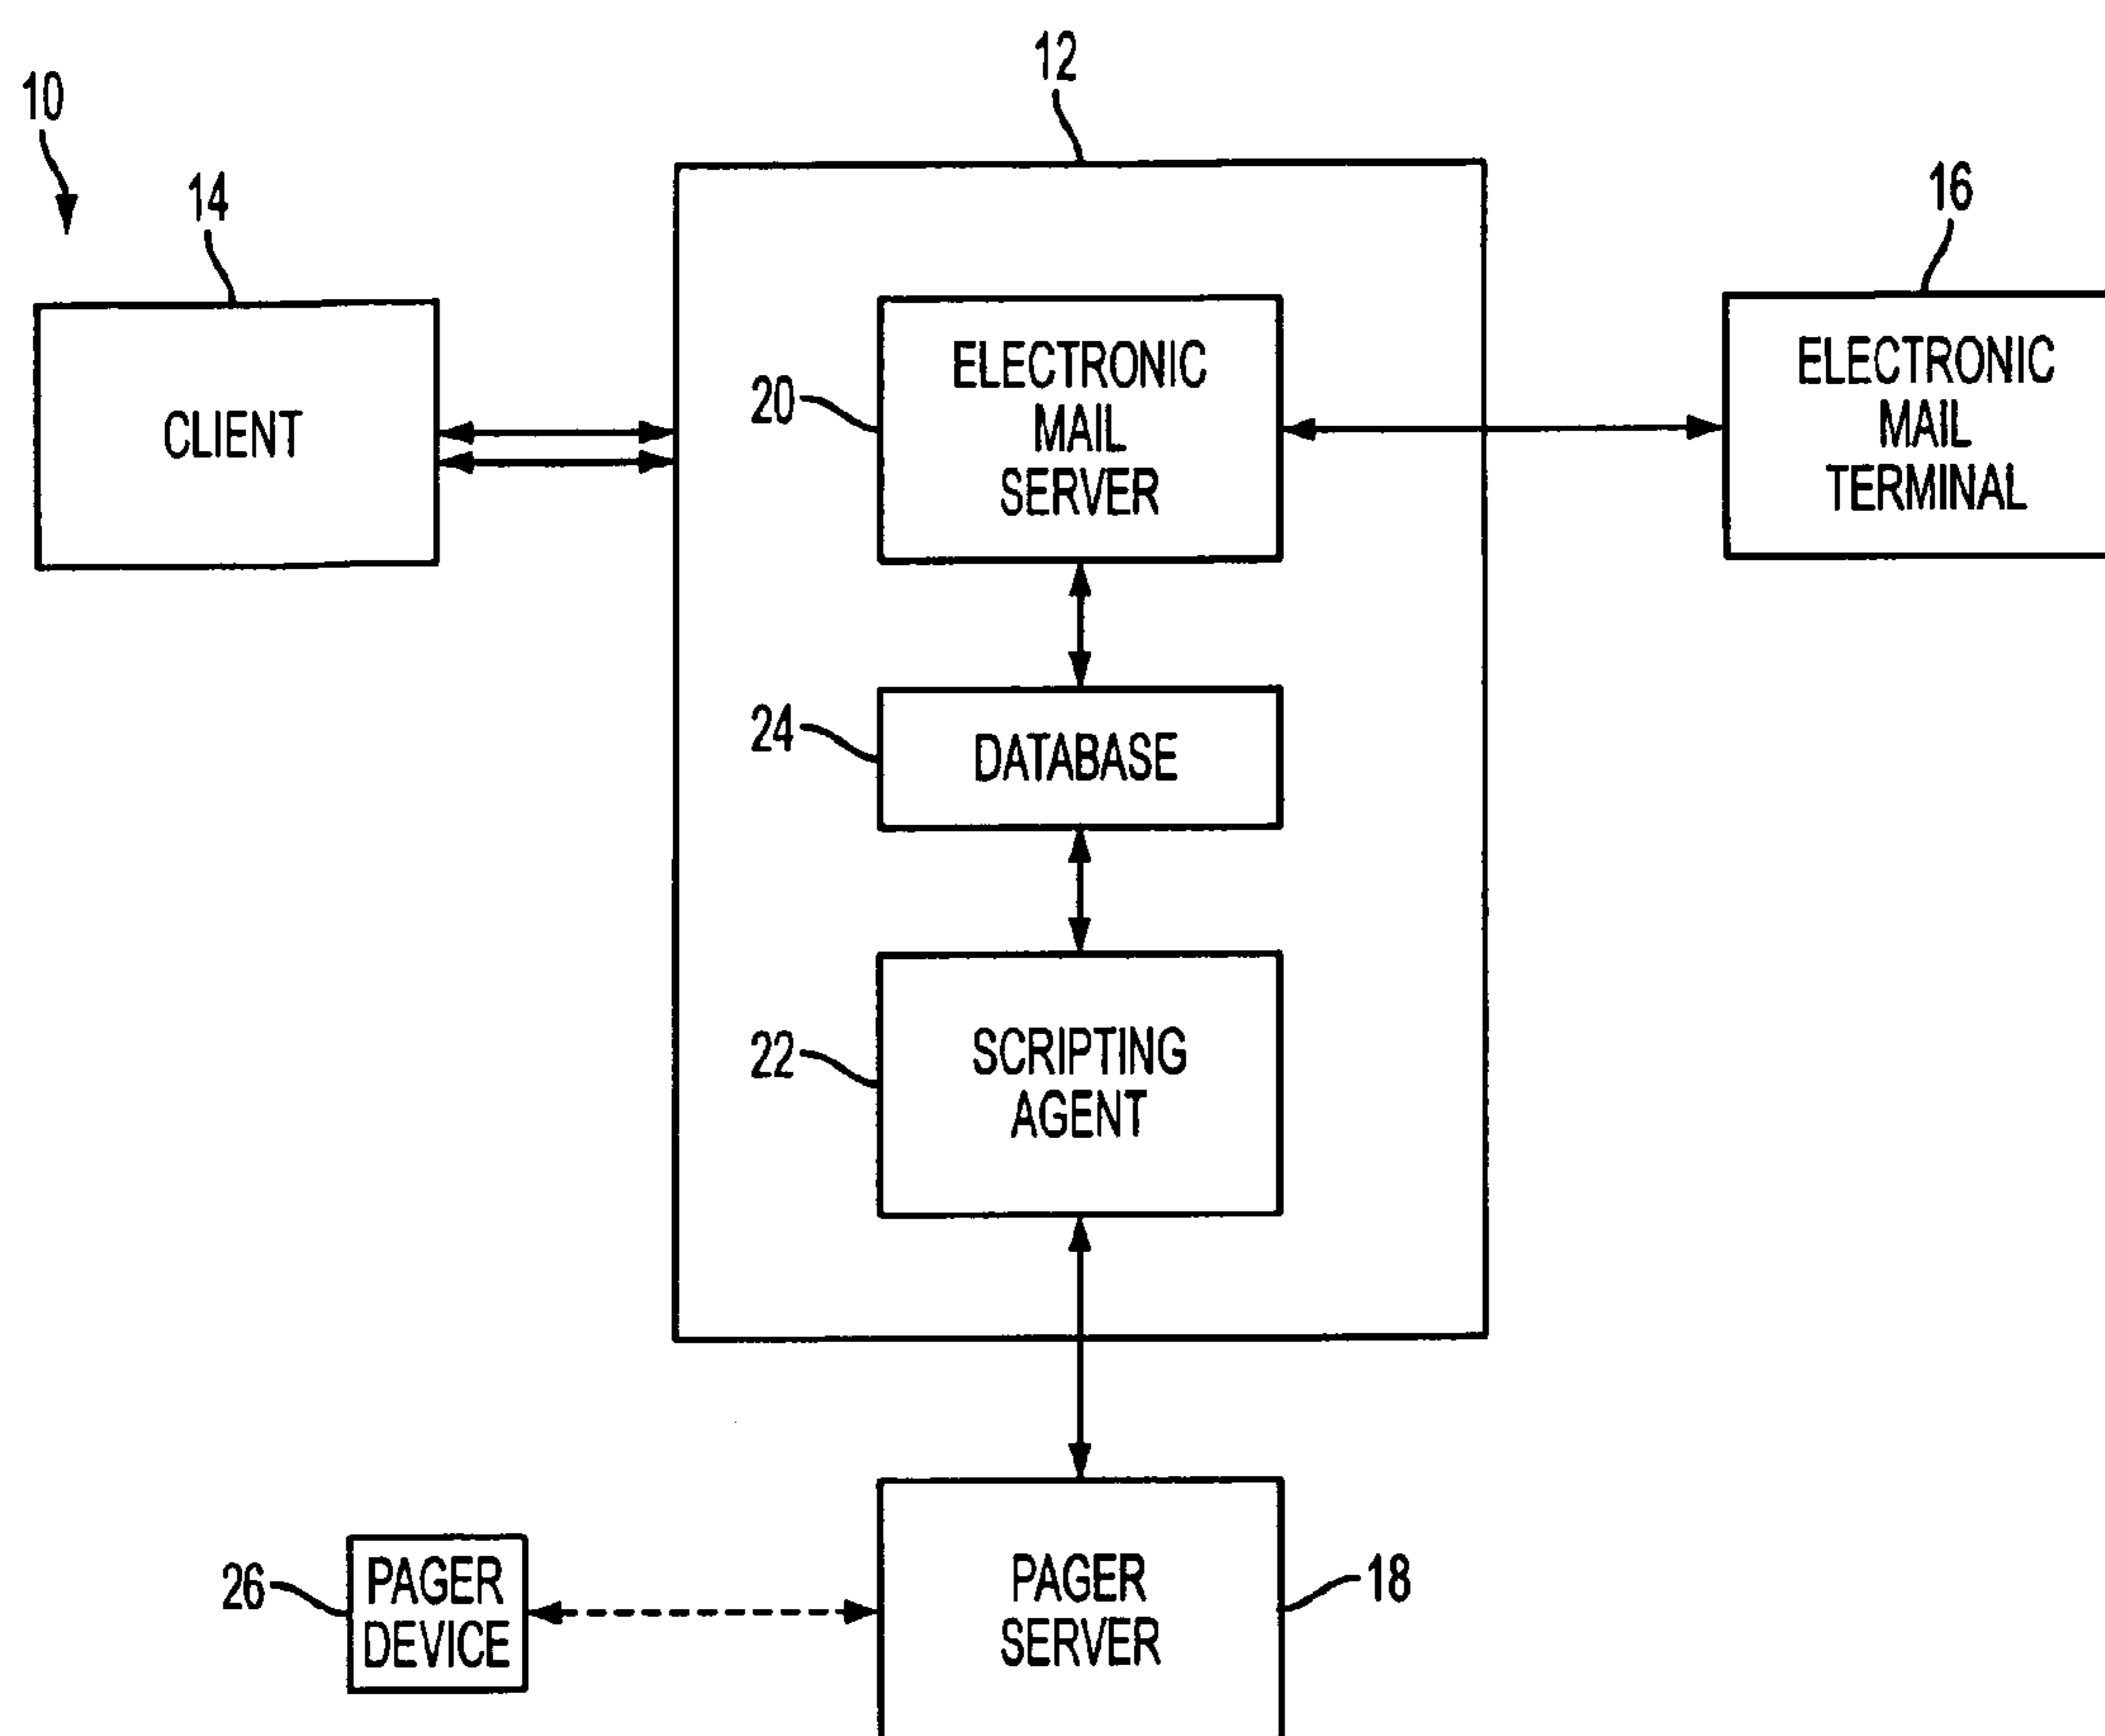 12
10
14
16
CLIENT
20
ELECTRONIC
MAIL
SERVER
ELECTRONIC
MAIL
TERMINAL
24
DATABASE
22
SCRIPTING
AGENT
26
PAGER
DEVICE
PAGER
SERVER
18